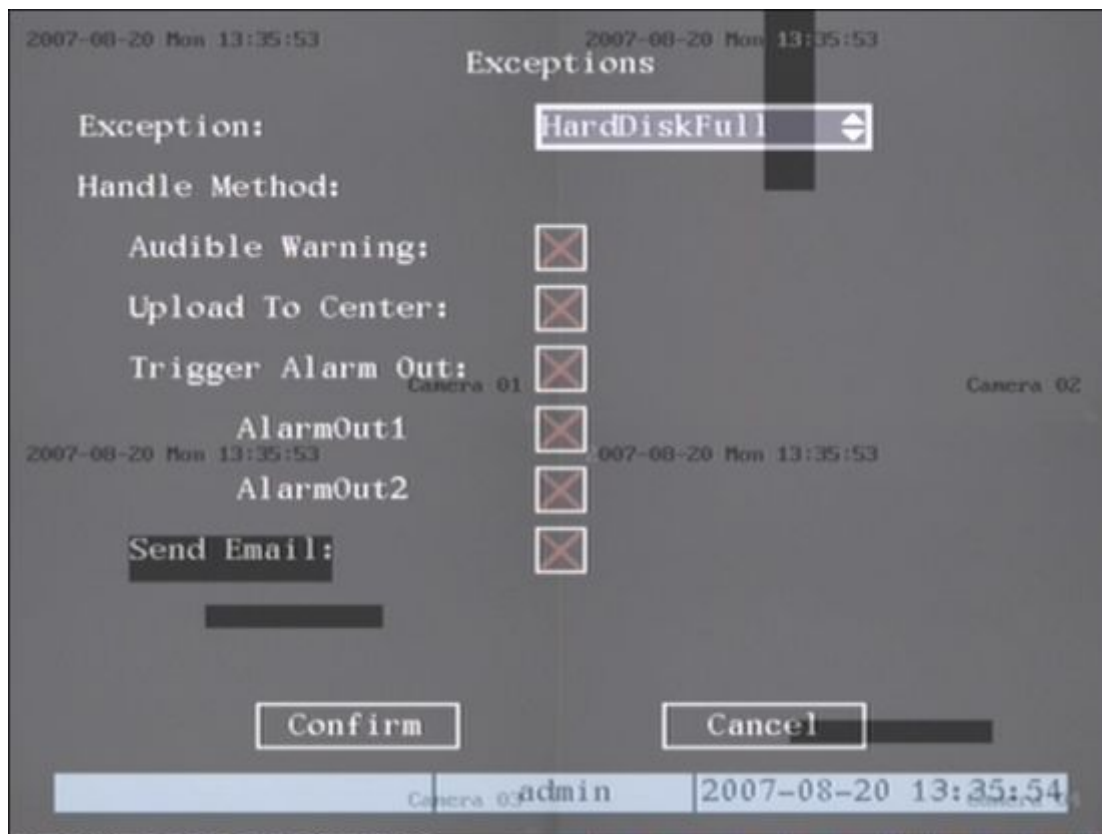 2007-08-20 Mon 13:35:53
2007-08-20 Mon 13:35:53
Exceptions
Exception:
HardDiskFull
Handle Method:
Audible Warning:
Upload To Center:
Trigger Alarm Out:
Camera 01
Camera 02
AlarmOut1
2007-08-20 Mon 13:35:53
007-08-20 Mon 13:35:53
AlarmOut2
Send Email:
Confirm
Cancel
admin
2007-08-20 13:35:54
Camera 03